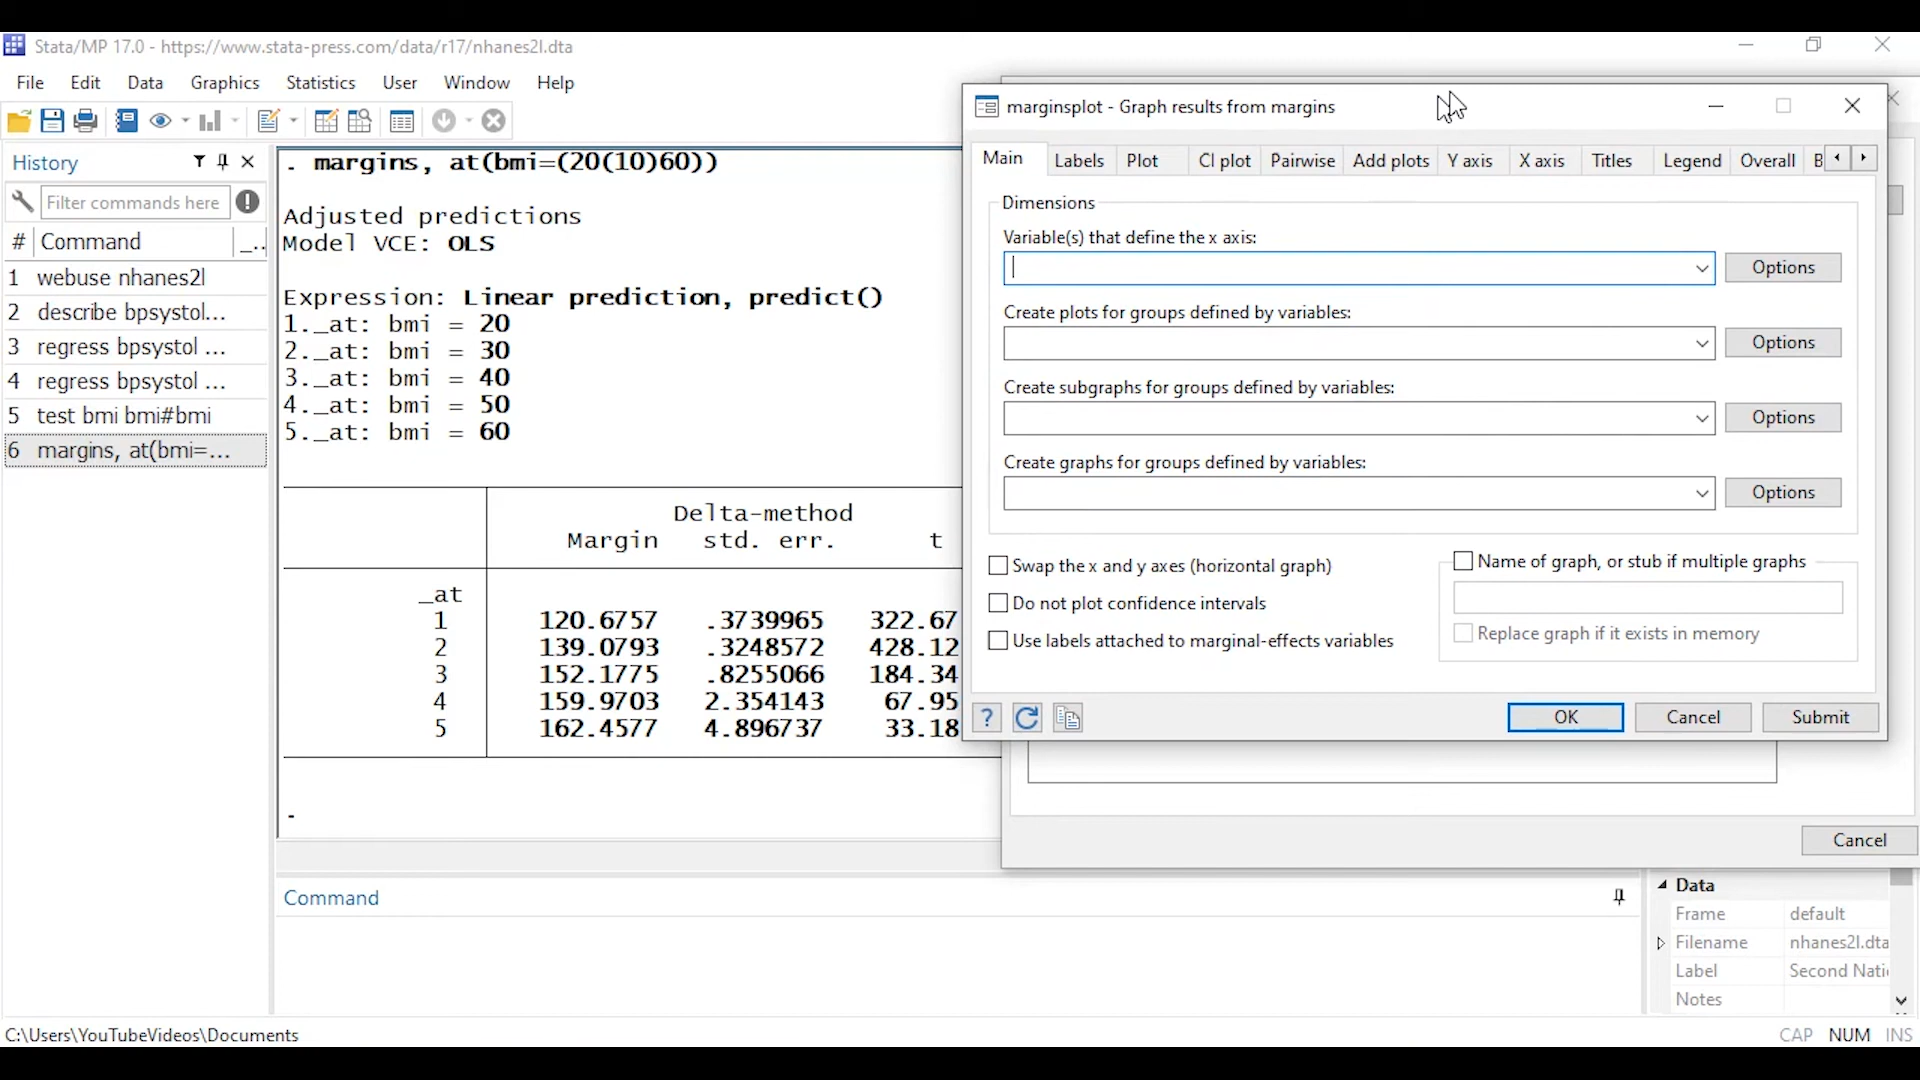 Stata/MP 17.0 - https://www.stata-press.com/data/r17/nhanes2l.dta
File Edit Data Graphics Statistics User Window Help
History
Filter commands here
# Command _..
1 webuse nhanes2l
2 describe bpsystol...
3 regress bpsystol ...
4 regress bpsystol ...
5 test bmi bmi#bmi
6 margins, at(bmi=...
. margins, at(bmi=(20(10)60))
Adjusted predictions
Model VCE: OLS
Expression: Linear prediction, predict()
1._at: bmi = 20
2._at: bmi = 30
3._at: bmi = 40
4._at: bmi = 50
5._at: bmi = 60
Delta-method
Margin std. err. t
_at
1 120.6757 .3739965 322.67
2 139.0793 .3248572 428.12
3 152.1775 .8255066 184.34
4 159.9703 2.354143 67.95
5 162.4577 4.896737 33.18
.
Command
marginsplot - Graph results from margins
Main Labels Plot CI plot Pairwise Add plots Y axis X axis Titles Legend Overall B
Dimensions
Variable(s) that define the x axis:
Options
Create plots for groups defined by variables:
Options
Create subgraphs for groups defined by variables:
Options
Create graphs for groups defined by variables:
Options
Swap the x and y axes (horizontal graph)
Do not plot confidence intervals
Use labels attached to marginal-effects variables
Name of graph, or stub if multiple graphs
Replace graph if it exists in memory
? OK Cancel Submit
Cancel
Data
Frame default
Filename nhanes2l.dta
Label Second Nati
Notes
C:\Users\YouTubeVideos\Documents
CAP NUM INS